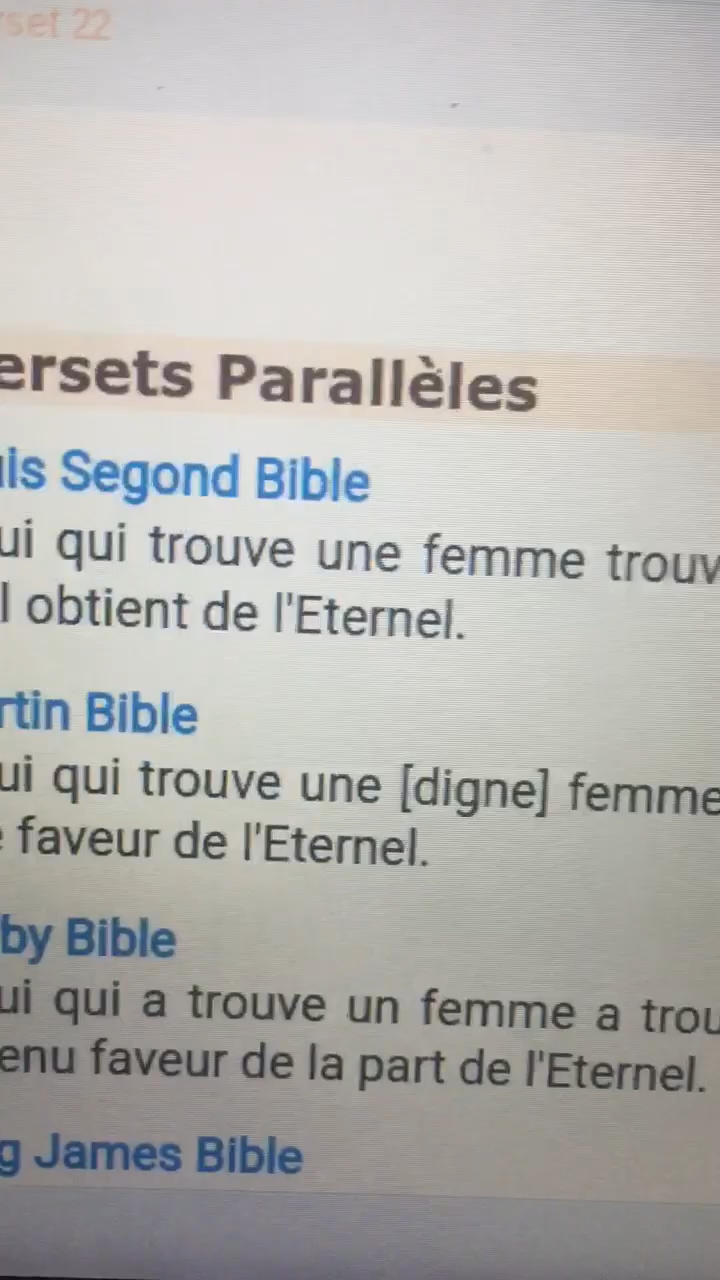 rset 22
ersets Parallèles
uis Segond Bible
ui qui trouve une femme trouv
l obtient de l'Eternel.
rtin Bible
ui qui trouve une [digne] femme
e faveur de l'Eternel.
by Bible
ui qui a trouve un femme a trou
enu faveur de la part de l'Eternel.
g James Bible